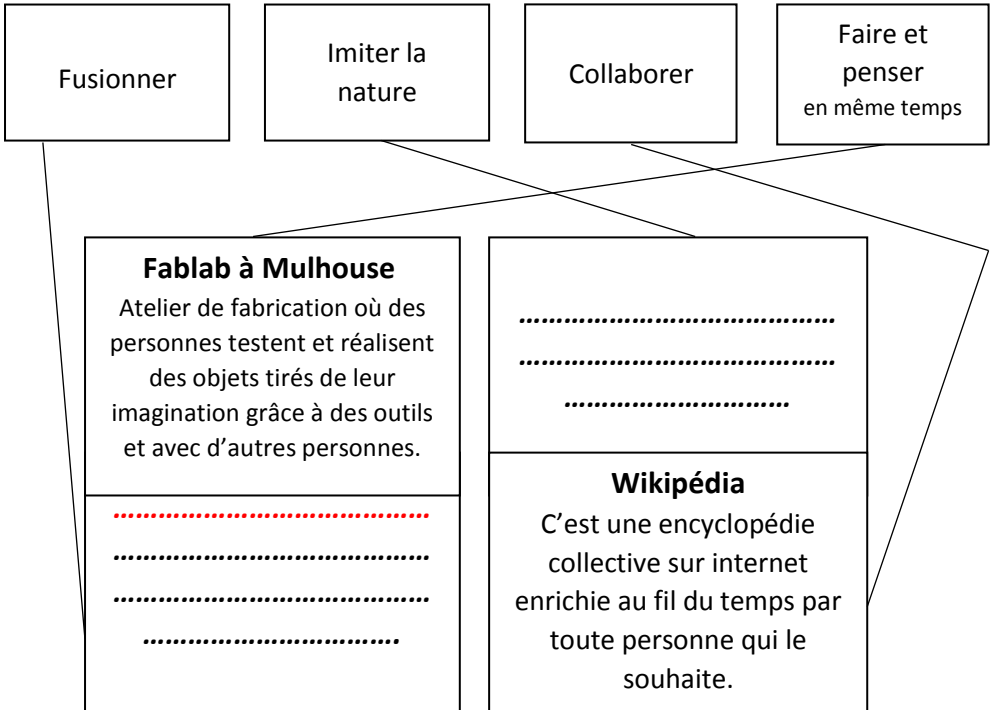 Fusionner
Imiter la
nature
Collaborer
Faire et
penser
en même temps
Fablab à Mulhouse
Atelier de fabrication où des
personnes testent et réalisent
des objets tirés de leur
imagination grâce à des outils
et avec d'autres personnes.
……………………………………
……………………………………
…………………………
……………………………………
……………………………………
……………………………………
…………………………….
Wikipédia
C'est une encyclopédie
collective sur internet
enrichie au fil du temps par
toute personne qui le
souhaite.